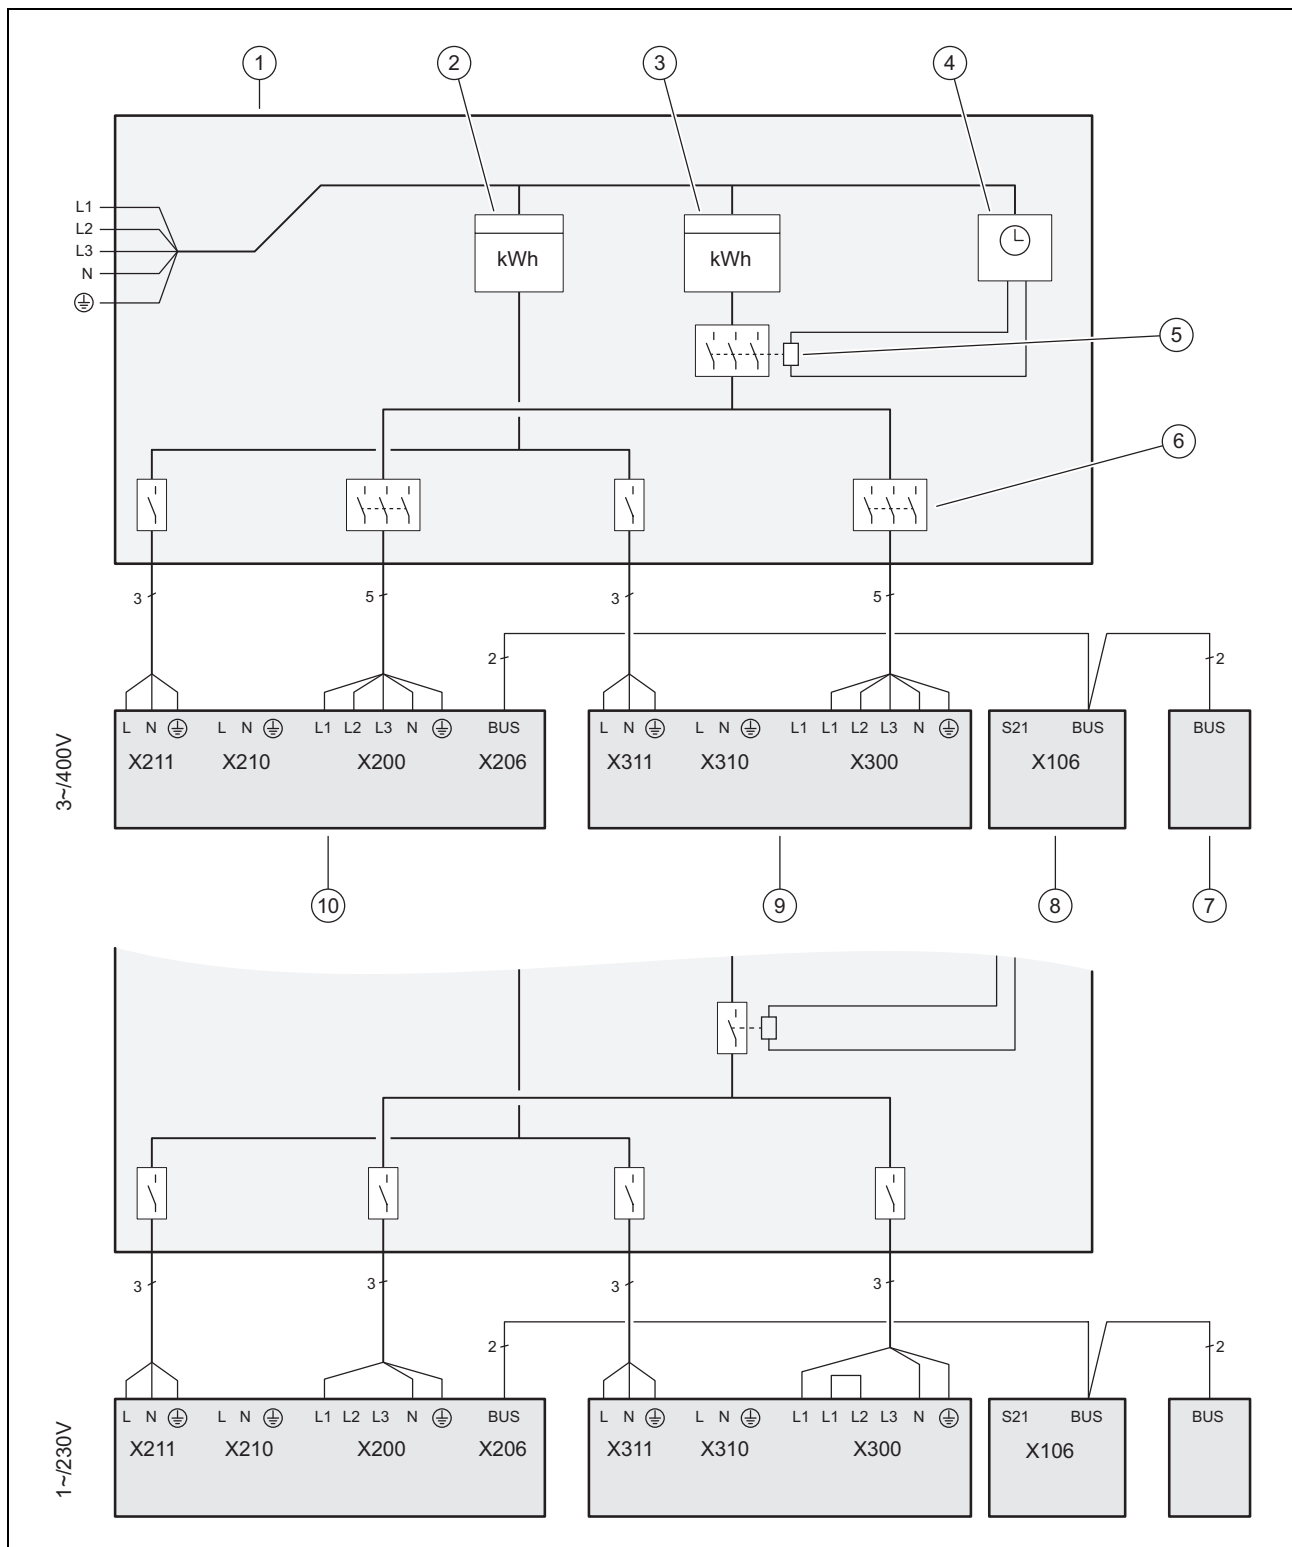 1 2 3 4
L1
L2
L3
N
kWh kWh
5
6
3 5 3 5
2 2
L N L N L1 L2 L3 N BUS L N L N L1 L1 L2 L3 N S21 BUS BUS
X211 X210 X200 X206 X311 X310 X300 X106
3~/400V
10 9 8 7
3 3 3 3
2 2
L N L N L1 L2 L3 N BUS L N L N L1 L1 L2 L3 N S21 BUS BUS
X211 X210 X200 X206 X311 X310 X300 X106
1~/230V